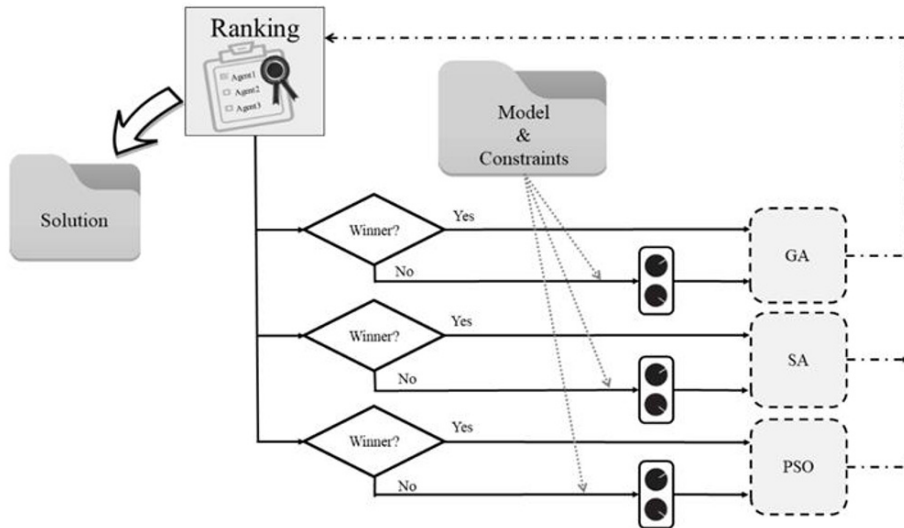 Ranking
Agent1
Agent2
Agent3
Model
&
Constraints
Solution
Winner?
Yes
No
GA
Winner?
Yes
No
SA
Winner?
Yes
No
PSO